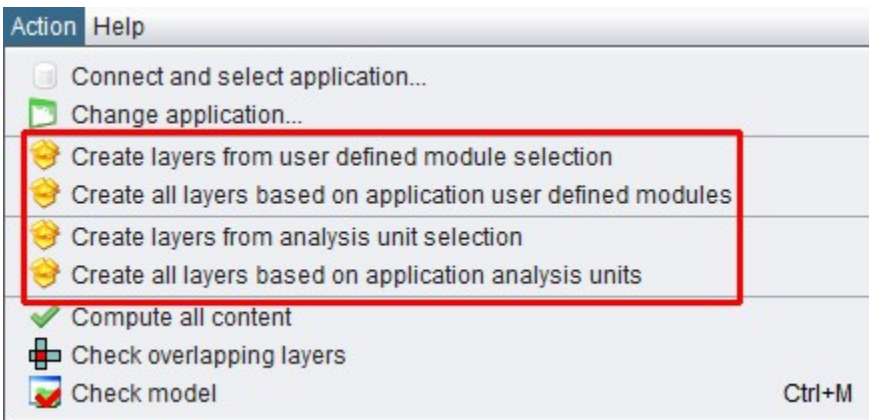 Action Help
Connect and select application...
Change application...
Create layers from user defined module selection
Create all layers based on application user defined modules
Create layers from analysis unit selection
Create all layers based on application analysis units
Compute all content
Check overlapping layers
Check model Ctrl+M